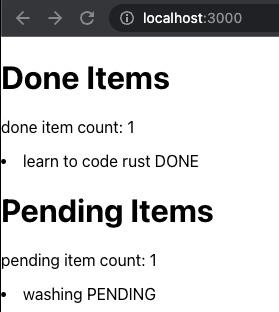 localhost:3000
Done Items
done item count: 1
• learn to code rust DONE
Pending Items
pending item count: 1
• washing PENDING